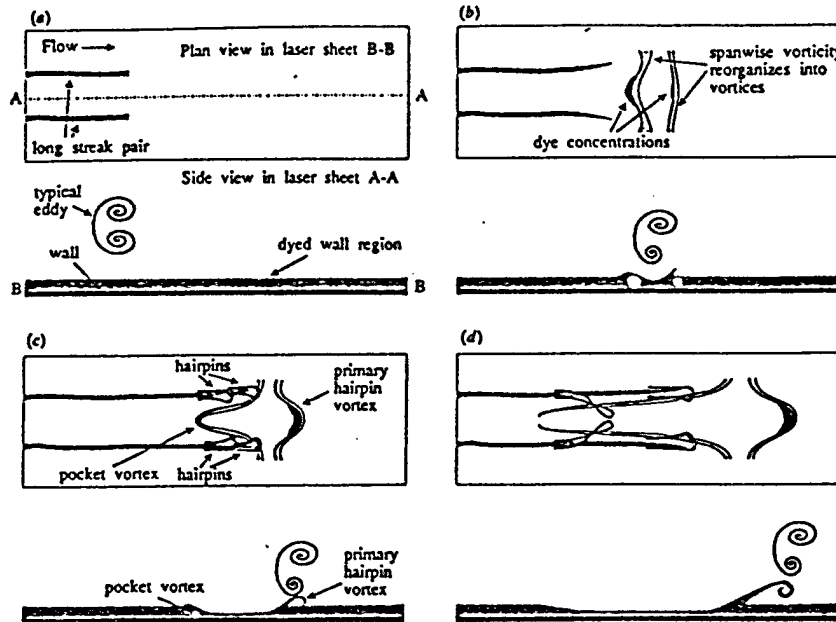 (a)
Flow
Plan view in laser sheet B-B
A
A
long streak pair
Side view in laser sheet A-A
typical
eddy
wall
dyed wall region
B
B
(b)
spanwise vorticity
reorganizes into
vortices
dye concentrations
(c)
hairpins
primary
hairpin
vortex
pocket vortex
hairpins
pocket vortex
primary
hairpin
vortex
(d)